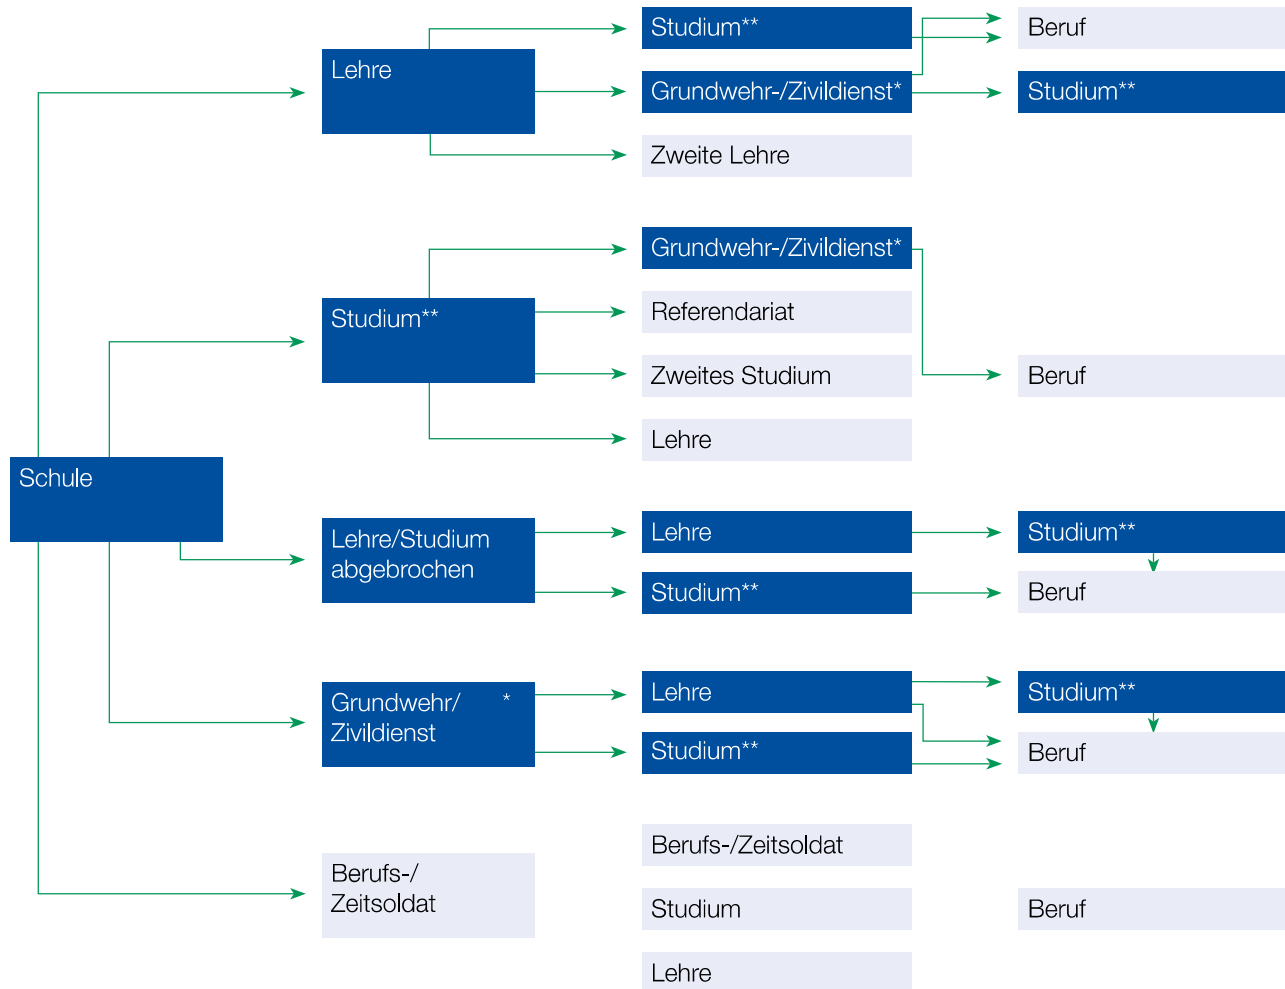 Studium**
Beruf
Lehre
Grundwehr-/Zivildienst*
Studium**
Zweite Lehre
Grundwehr-/Zivildienst*
Studium**
Referendariat
Zweites Studium
Beruf
Lehre
Schule
Lehre/Studium
abgebrochen
Lehre
Studium**
Studium**
Beruf
Grundwehr/ *
Zivildienst
Lehre
Studium**
Studium**
Beruf
Berufs-/
Zeitsoldat
Berufs-/Zeitsoldat
Studium
Beruf
Lehre